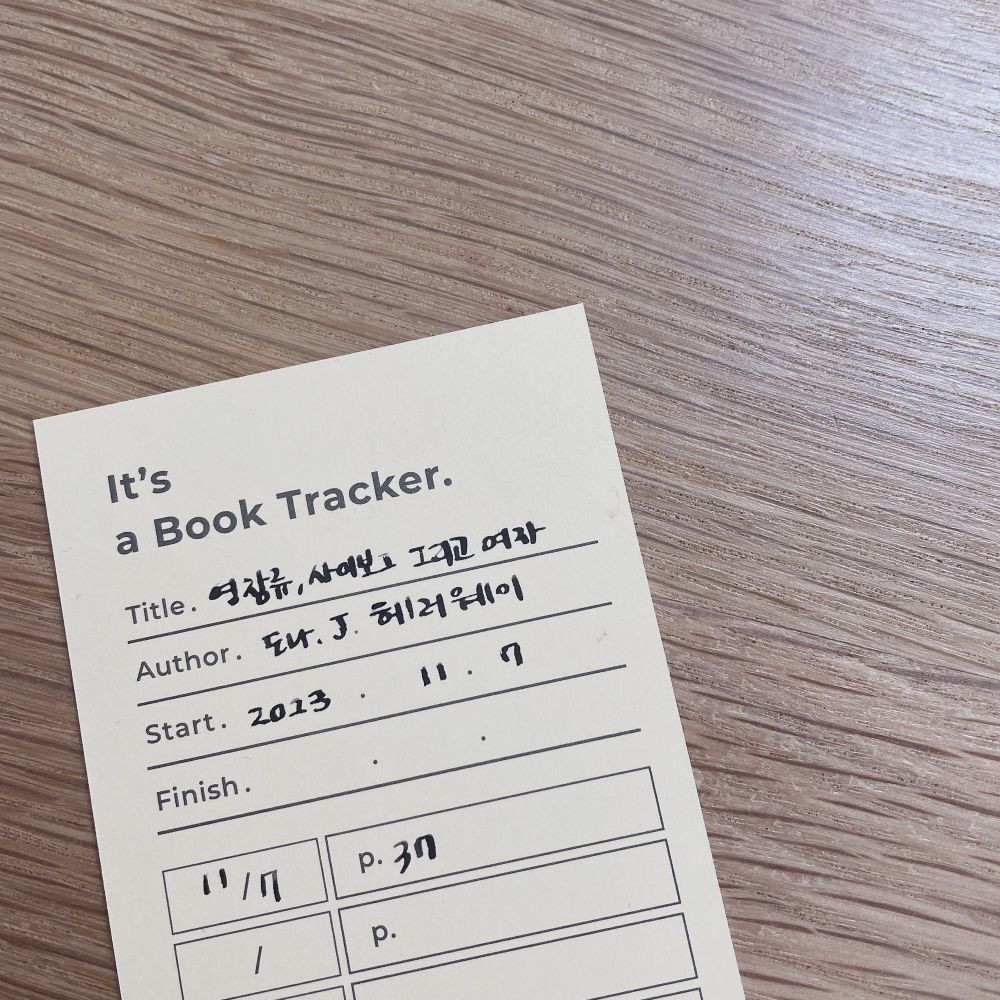 It's
a Book Tracker.
Title. 영장류, 사이보그 그리고 여자
Author. 도나. J. 해러웨이
Start. 2023 . 11 . 7
Finish. . .
11/7 p. 37
/ p.